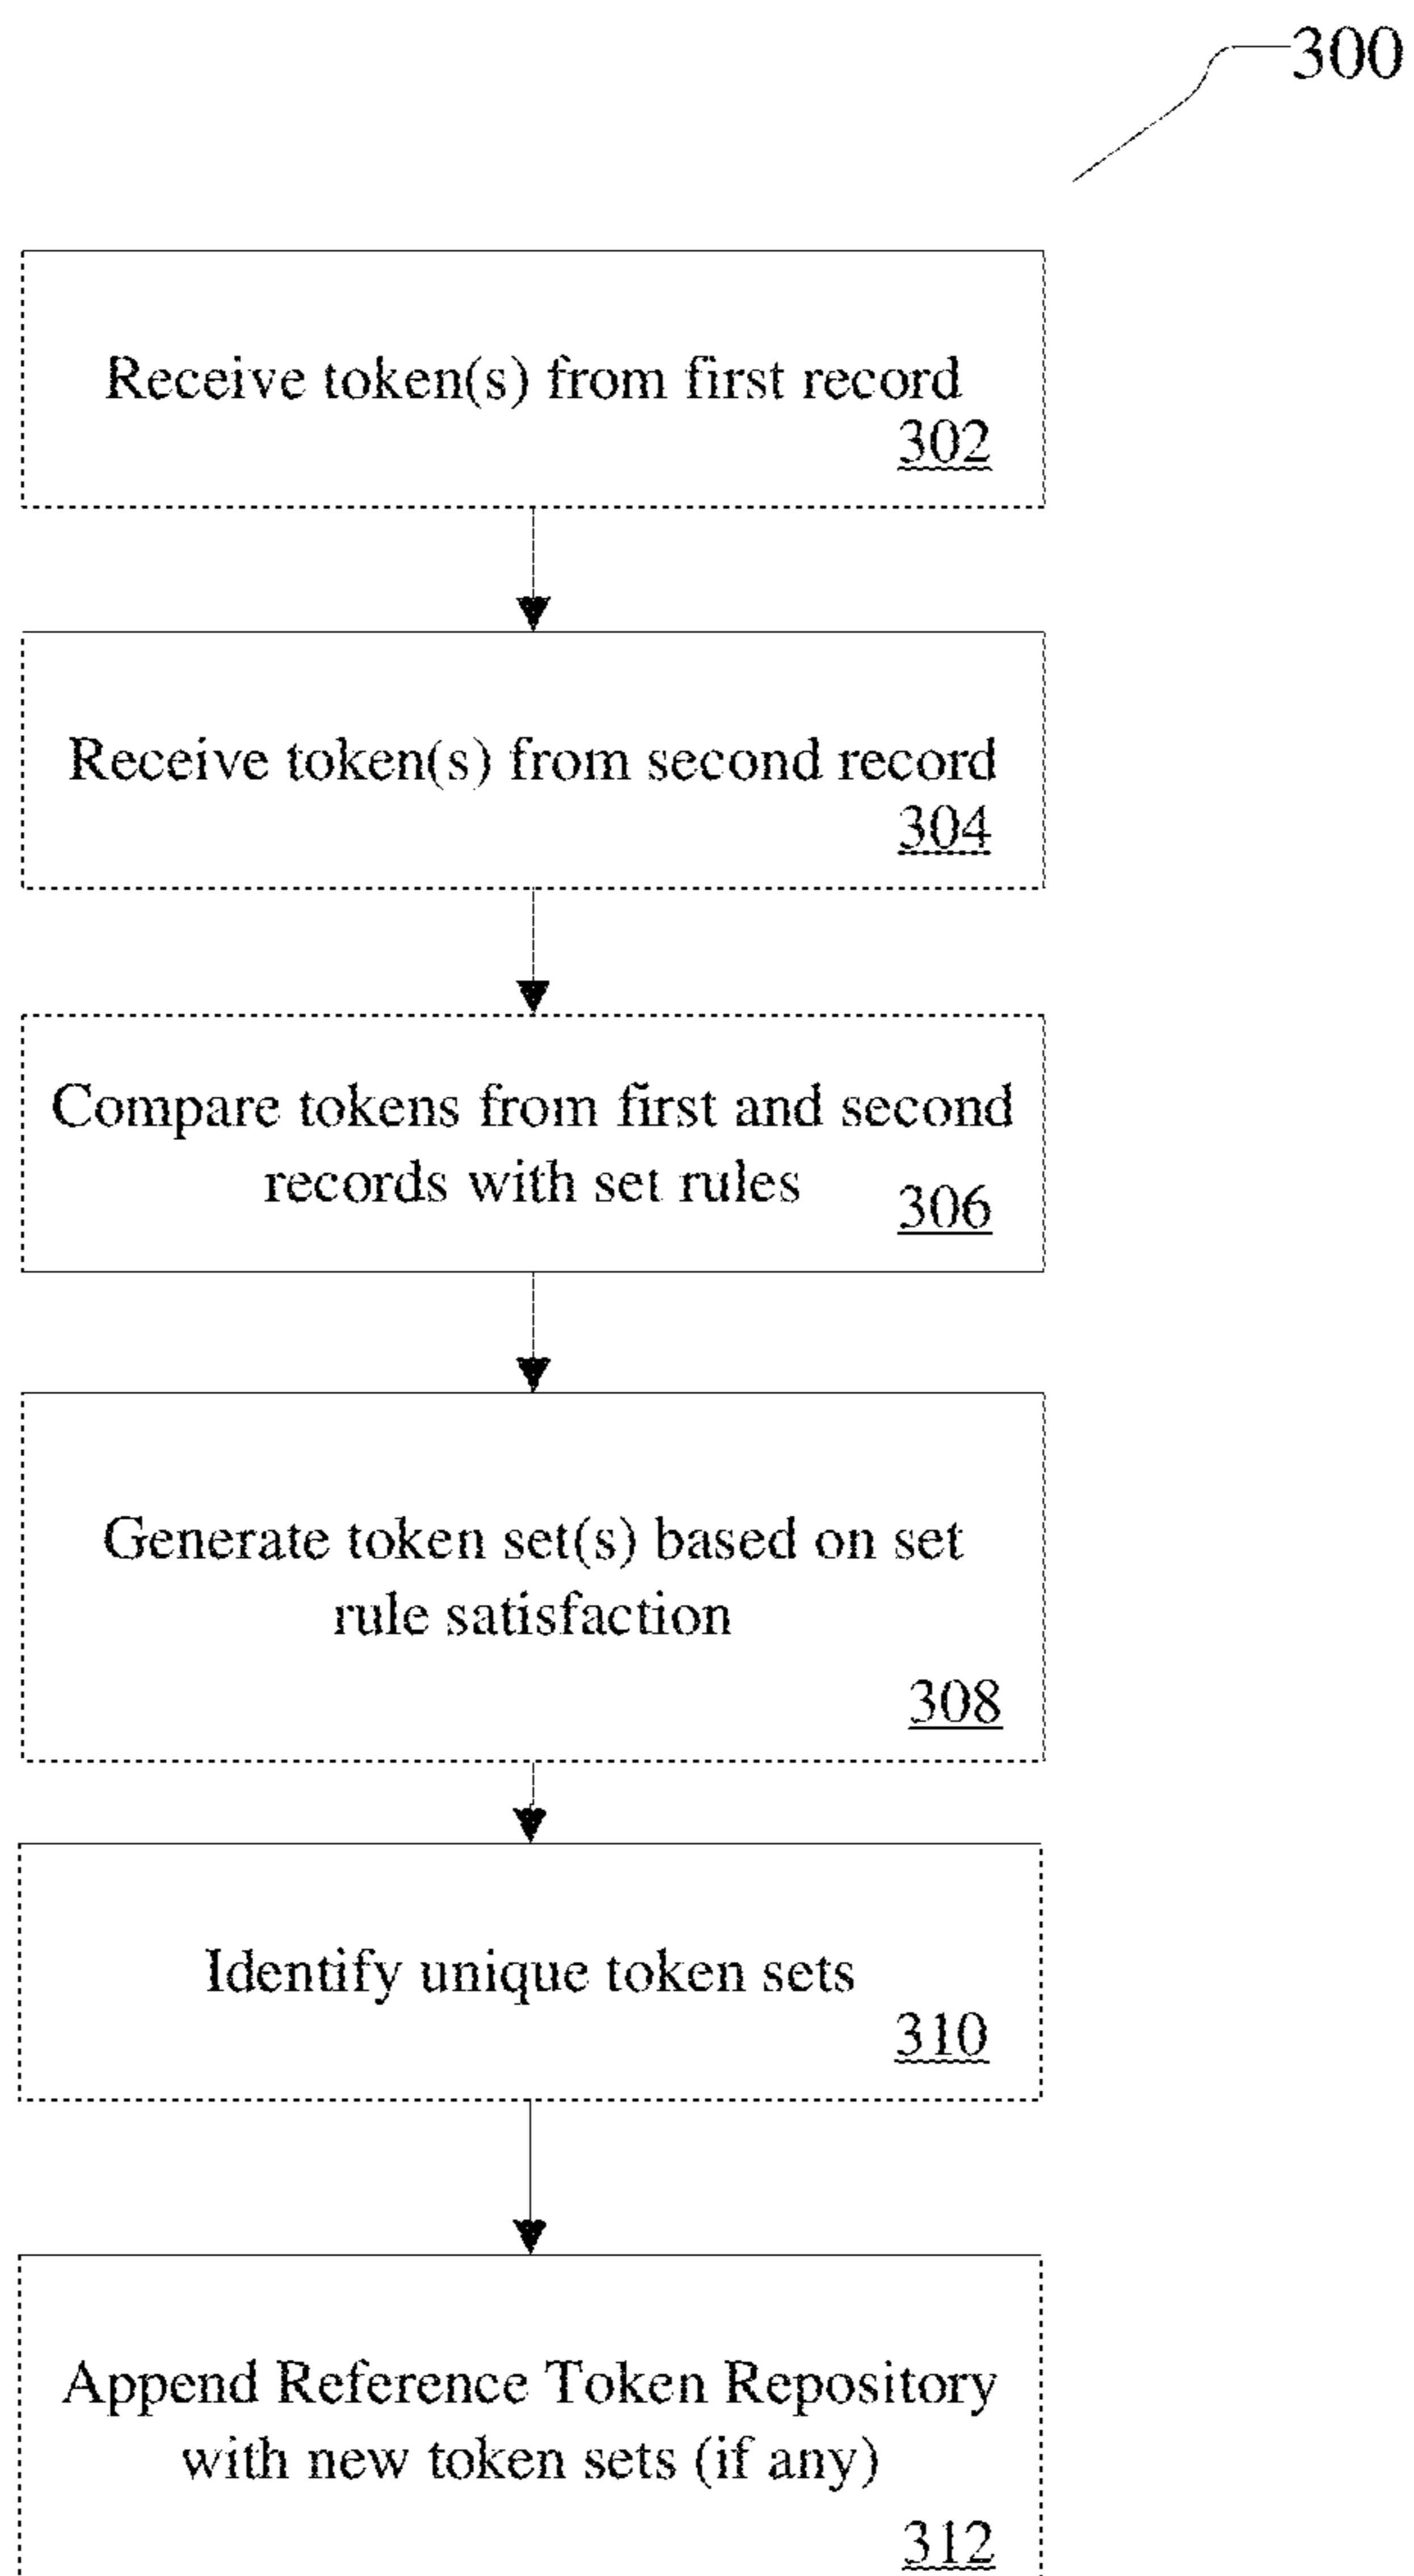 300
Receive token(s) from first record
302
Receive token(s) from second record
304
Compare tokens from first and second
records with set rules
306
Generate token set(s) based on set
rule satisfaction
308
Identify unique token sets
310
Append Reference Token Repository
with new token sets (if any)
312